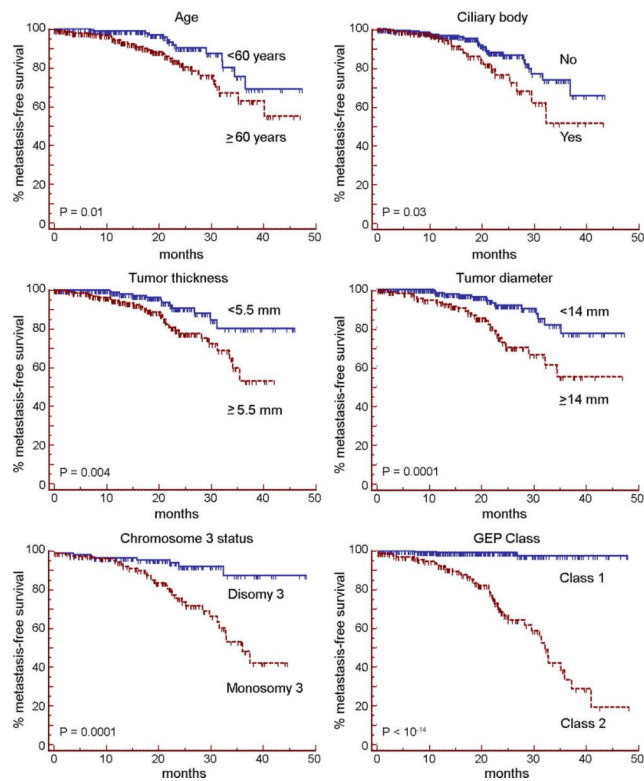 Age
% metastasis-free survival
100
80
60
40
20
0
<60 years
≥60 years
P = 0.01
0 10 20 30 40 50
months
Ciliary body
% metastasis-free survival
100
80
60
40
20
0
No
Yes
P = 0.03
0 10 20 30 40 50
months
Tumor thickness
% metastasis-free survival
100
80
60
40
20
0
<5.5 mm
≥5.5 mm
P = 0.004
0 10 20 30 40 50
months
Tumor diameter
% metastasis-free survival
100
80
60
40
20
0
<14 mm
≥14 mm
P = 0.0001
0 10 20 30 40 50
months
Chromosome 3 status
% metastasis-free survival
100
80
60
40
20
0
Disomy 3
Monosomy 3
P = 0.0001
0 10 20 30 40 50
months
GEP Class
% metastasis-free survival
100
80
60
40
20
0
Class 1
Class 2
P < 10-14
0 10 20 30 40 50
months